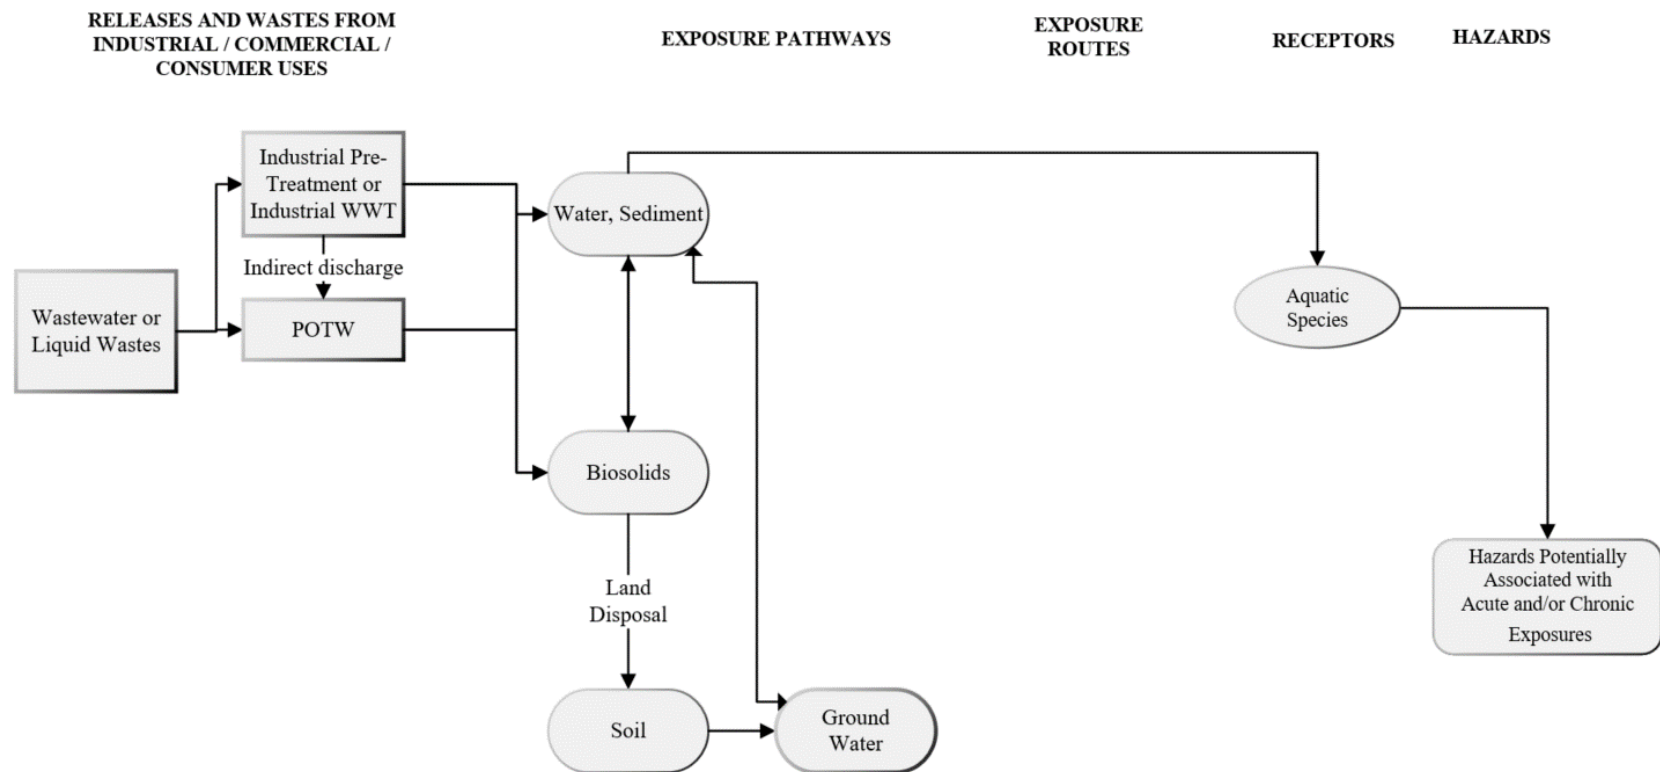 RELEASES AND WASTES FROM
INDUSTRIAL / COMMERCIAL /
CONSUMER USES
EXPOSURE PATHWAYS
EXPOSURE
ROUTES
RECEPTORS
HAZARDS
Industrial Pre-
Treatment or
Industrial WWT
Indirect discharge
Wastewater or
Liquid Wastes
POTW
Water, Sediment
Biosolids
Land
Disposal
Soil
Ground
Water
Aquatic
Species
Hazards Potentially
Associated with
Acute and/or Chronic
Exposures